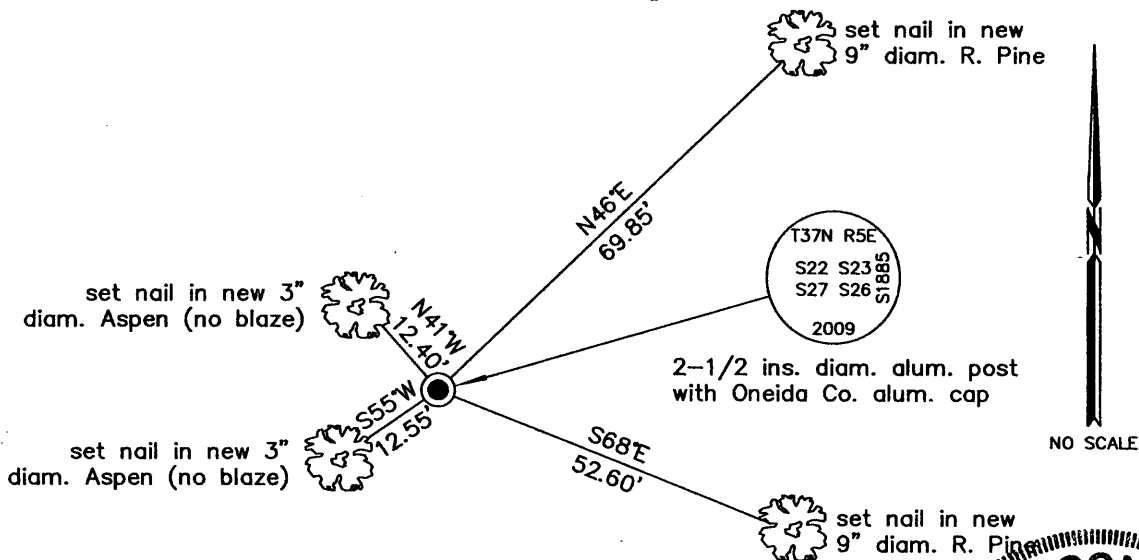 set nail in new
9" diam. R. Pine
N46°E
69.85'
T37N R5E
S22 S23
S27 S26
S1885
2009
set nail in new 3"
diam. Aspen (no blaze)
N41°W
12.40'
2-1/2 ins. diam. alum. post
with Oneida Co. alum. cap
S55°W
12.55'
set nail in new 3"
diam. Aspen (no blaze)
S68°E
52.60'
N
NO SCALE
set nail in new
9" diam. R. Pine